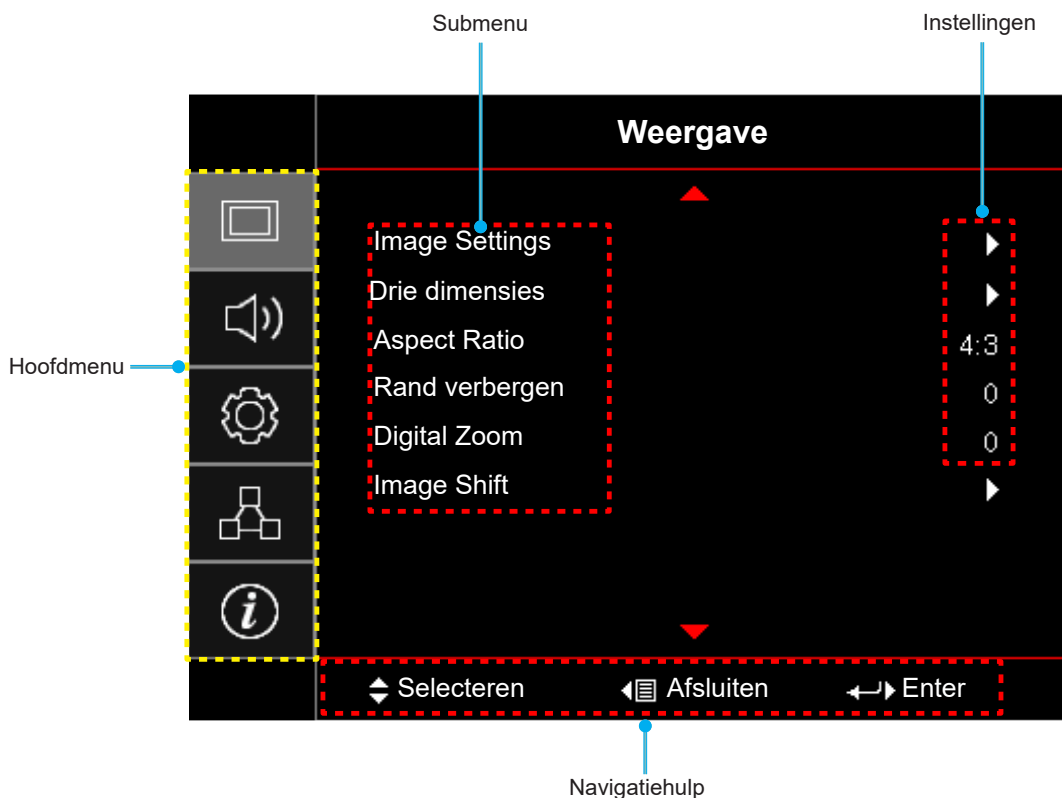 Submenu
Instellingen
Weergave
Image Settings
Drie dimensies
Aspect Ratio 4:3
Hoofdmenu
Rand verbergen 0
Digital Zoom 0
Image Shift
i
Selecteren Afsluiten Enter
Navigatiehulp